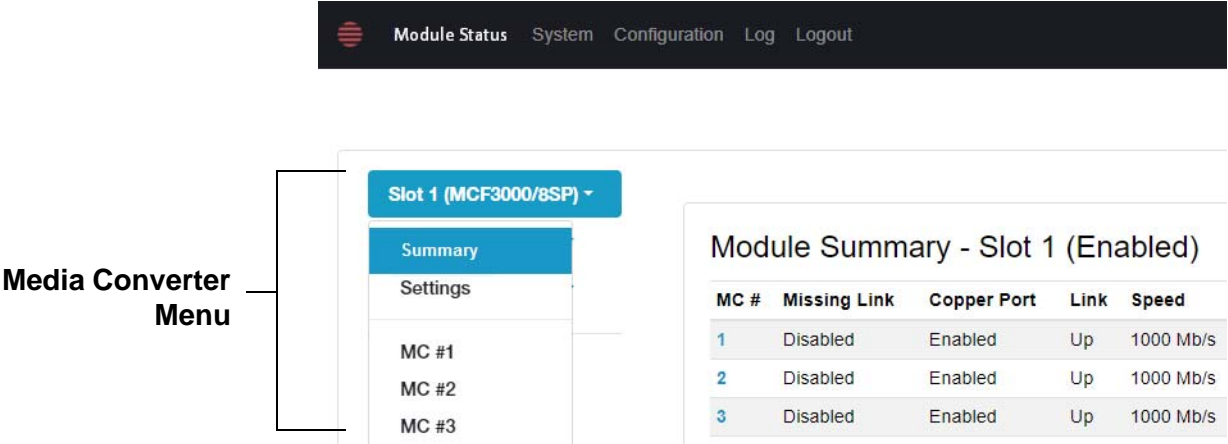 Module Status System Configuration Log Logout
Media Converter
Menu
Slot 1 (MCF3000/8SP)
Summary
Settings
MC #1
MC #2
MC #3
Module Summary - Slot 1 (Enabled)
MC # Missing Link Copper Port Link Speed
1 Disabled Enabled Up 1000 Mb/s
2 Disabled Enabled Up 1000 Mb/s
3 Disabled Enabled Up 1000 Mb/s